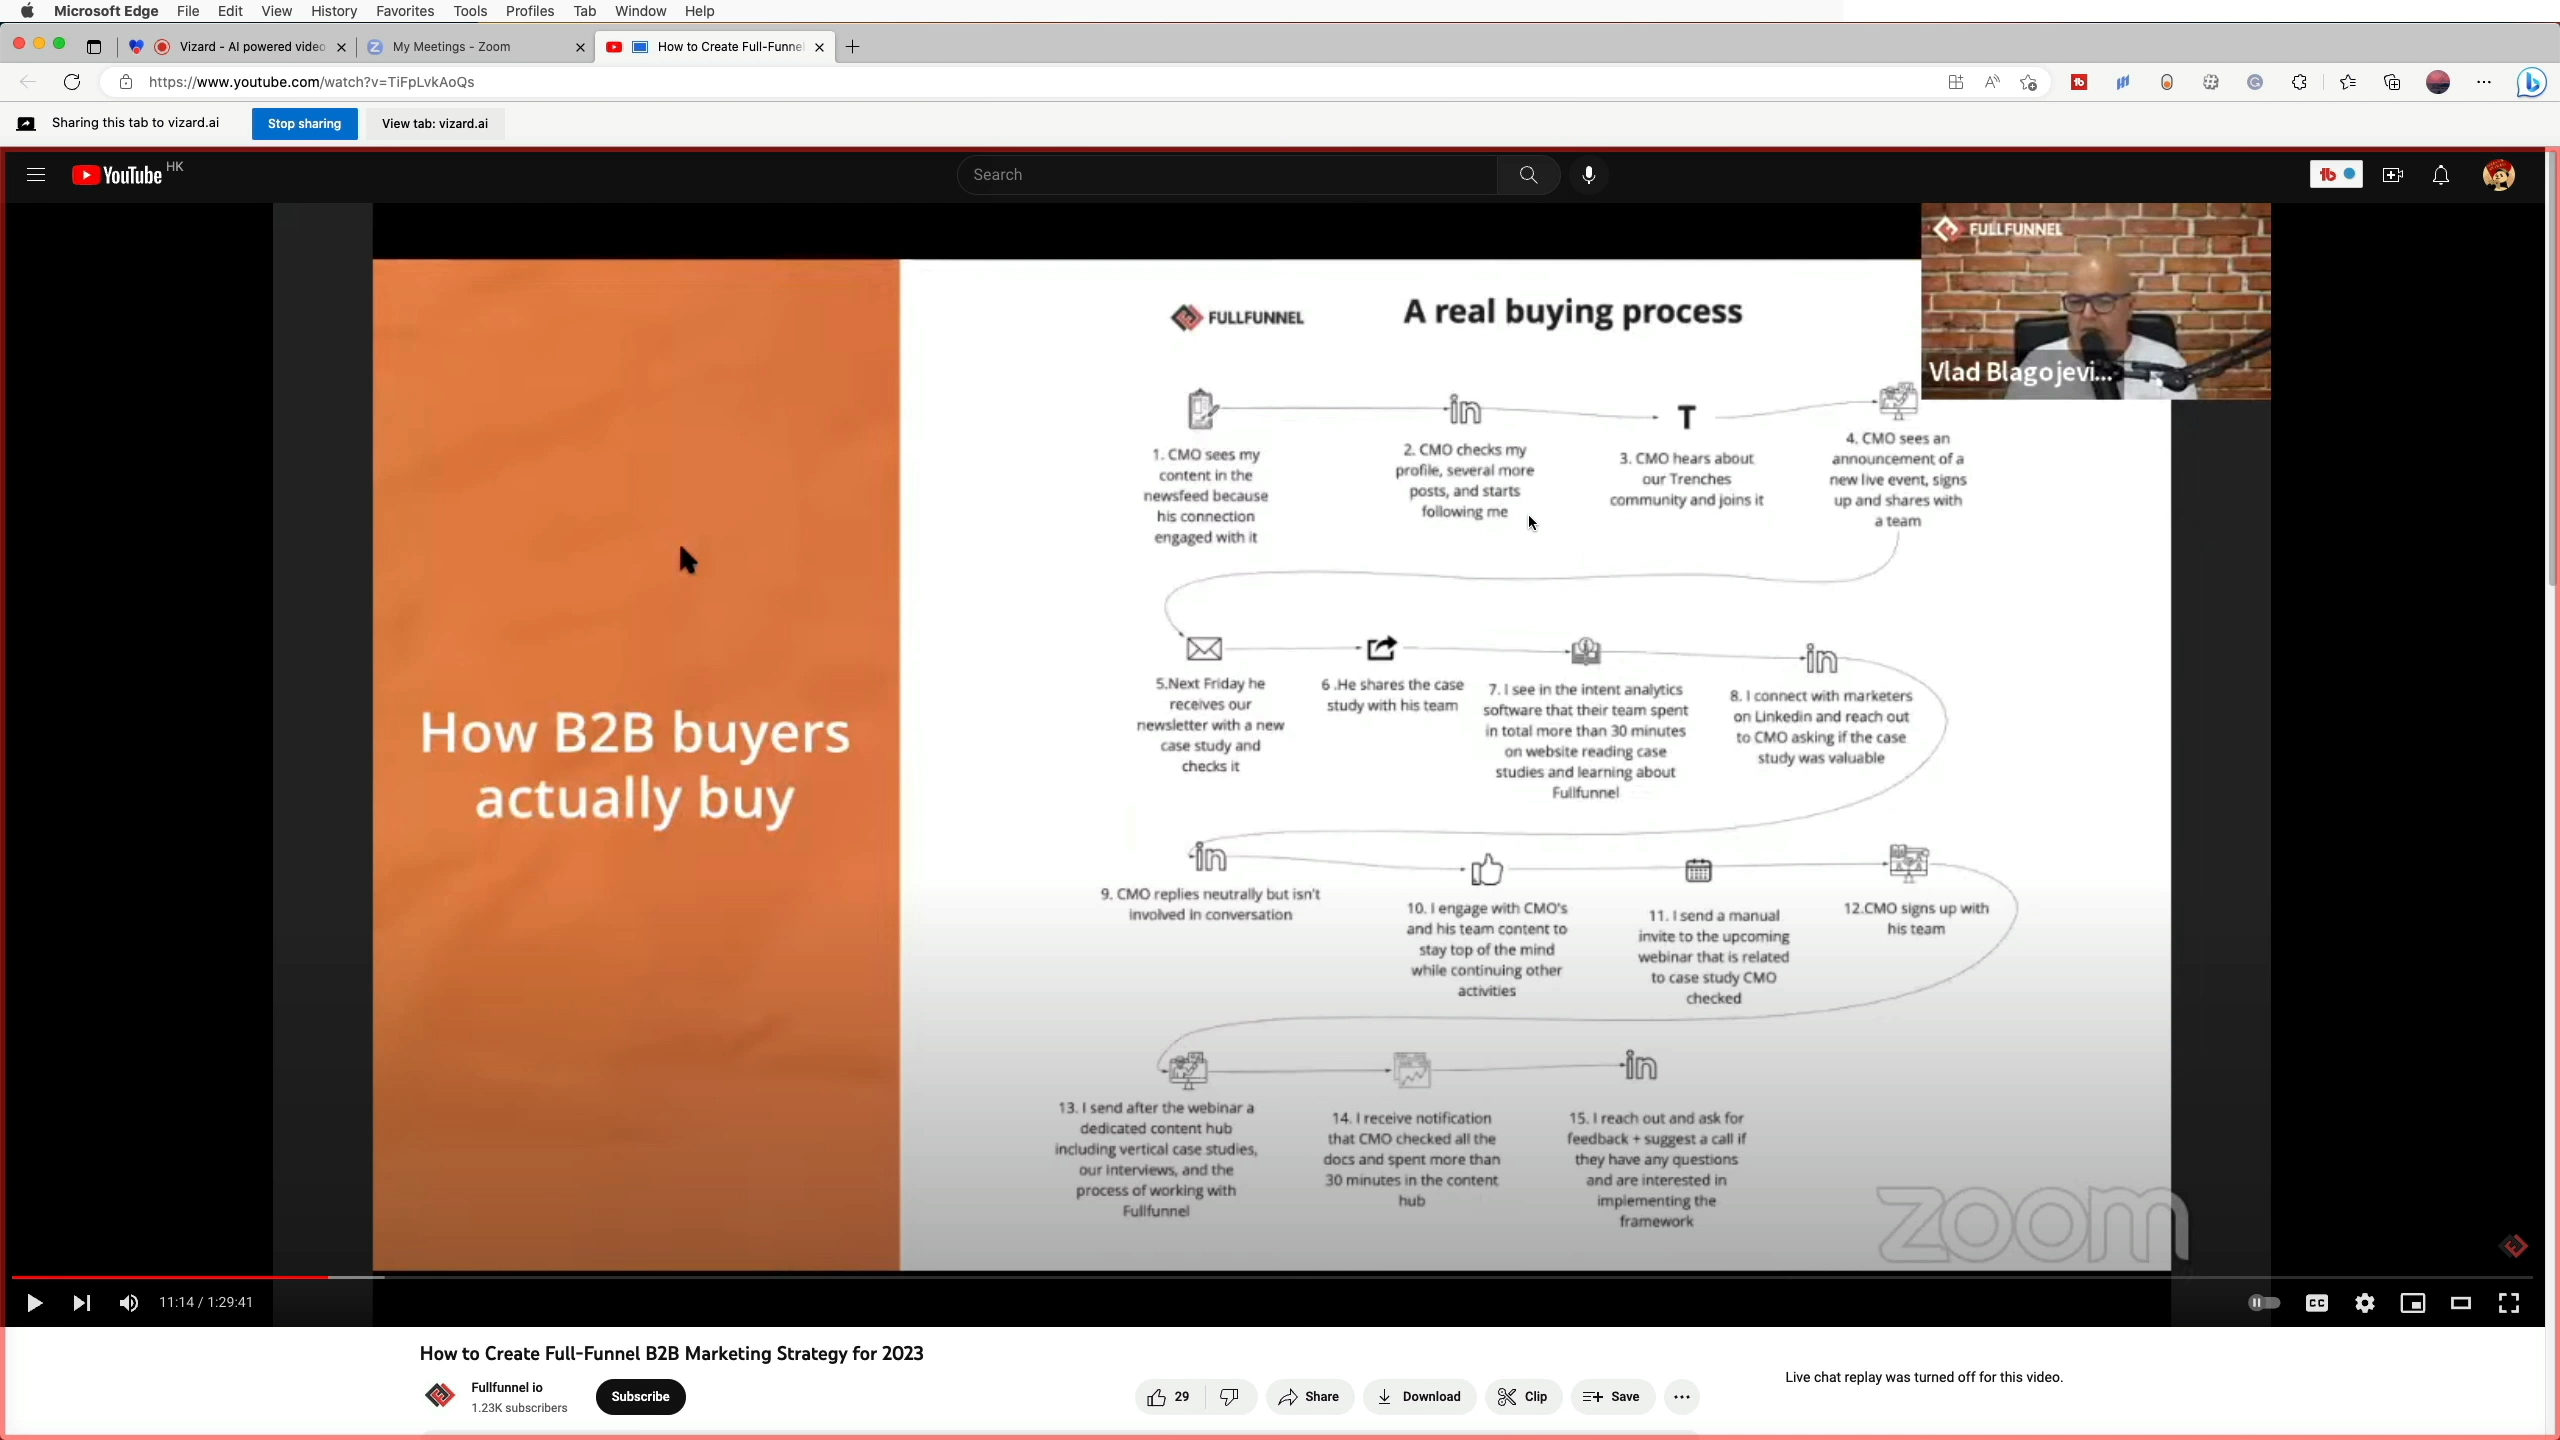 Microsoft Edge File Edit View History Favorites Tools Profiles Tab Window Help
Vizard - AI powered video
My Meetings - Zoom
How to Create Full-Funnel
https://www.youtube.com/watch?v=TiFpLvkAoQs
Sharing this tab to vizard.ai
Stop sharing
View tab: vizard.ai
YouTube HK
Search
FULLFUNNEL
Vlad Blagojevi...
How B2B buyers
actually buy
FULLFUNNEL
A real buying process
1. CMO sees my
content in the
newsfeed because
his connection
engaged with it
2. CMO checks my
profile, several more
posts, and starts
following me
T
3. CMO hears about
our Trenches
community and joins it
4. CMO sees an
announcement of a
new live event, signs
up and shares with
a team
5.Next Friday he
receives our
newsletter with a new
case study and
checks it
6 .He shares the case
study with his team
7. I see in the intent analytics
software that their team spent
in total more than 30 minutes
on website reading case
studies and learning about
Fullfunnel
8. I connect with marketers
on Linkedin and reach out
to CMO asking if the case
study was valuable
9. CMO replies neutrally but isn't
involved in conversation
10. I engage with CMO's
and his team content to
stay top of the mind
while continuing other
activities
11. I send a manual
invite to the upcoming
webinar that is related
to case study CMO
checked
12.CMO signs up with
his team
13. I send after the webinar a
dedicated content hub
including vertical case studies,
our interviews, and the
process of working with
Fullfunnel
14. I receive notification
that CMO checked all the
docs and spent more than
30 minutes in the content
hub
15. I reach out and ask for
feedback + suggest a call if
they have any questions
and are interested in
implementing the
framework
zoom
11:14 / 1:29:41
CC
How to Create Full-Funnel B2B Marketing Strategy for 2023
Fullfunnel io
1.23K subscribers
Subscribe
29
Share
Download
Clip
Save
Live chat replay was turned off for this video.